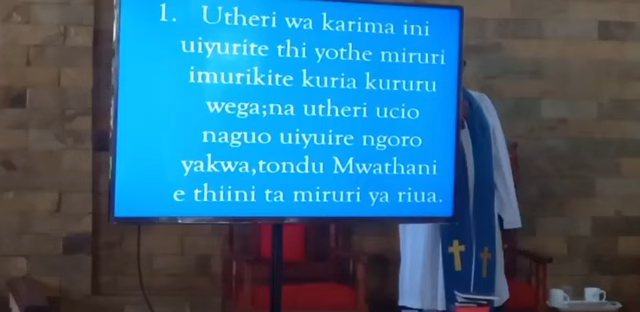 1. Utheri wa karima ini
uiyurite thi yothe miruri
imurikite kuria kururu
wega;na utheri ucio
naguo uiyuire ngoro
yakwa,tondu Mwathani
e thiini ta miruri ya riua.